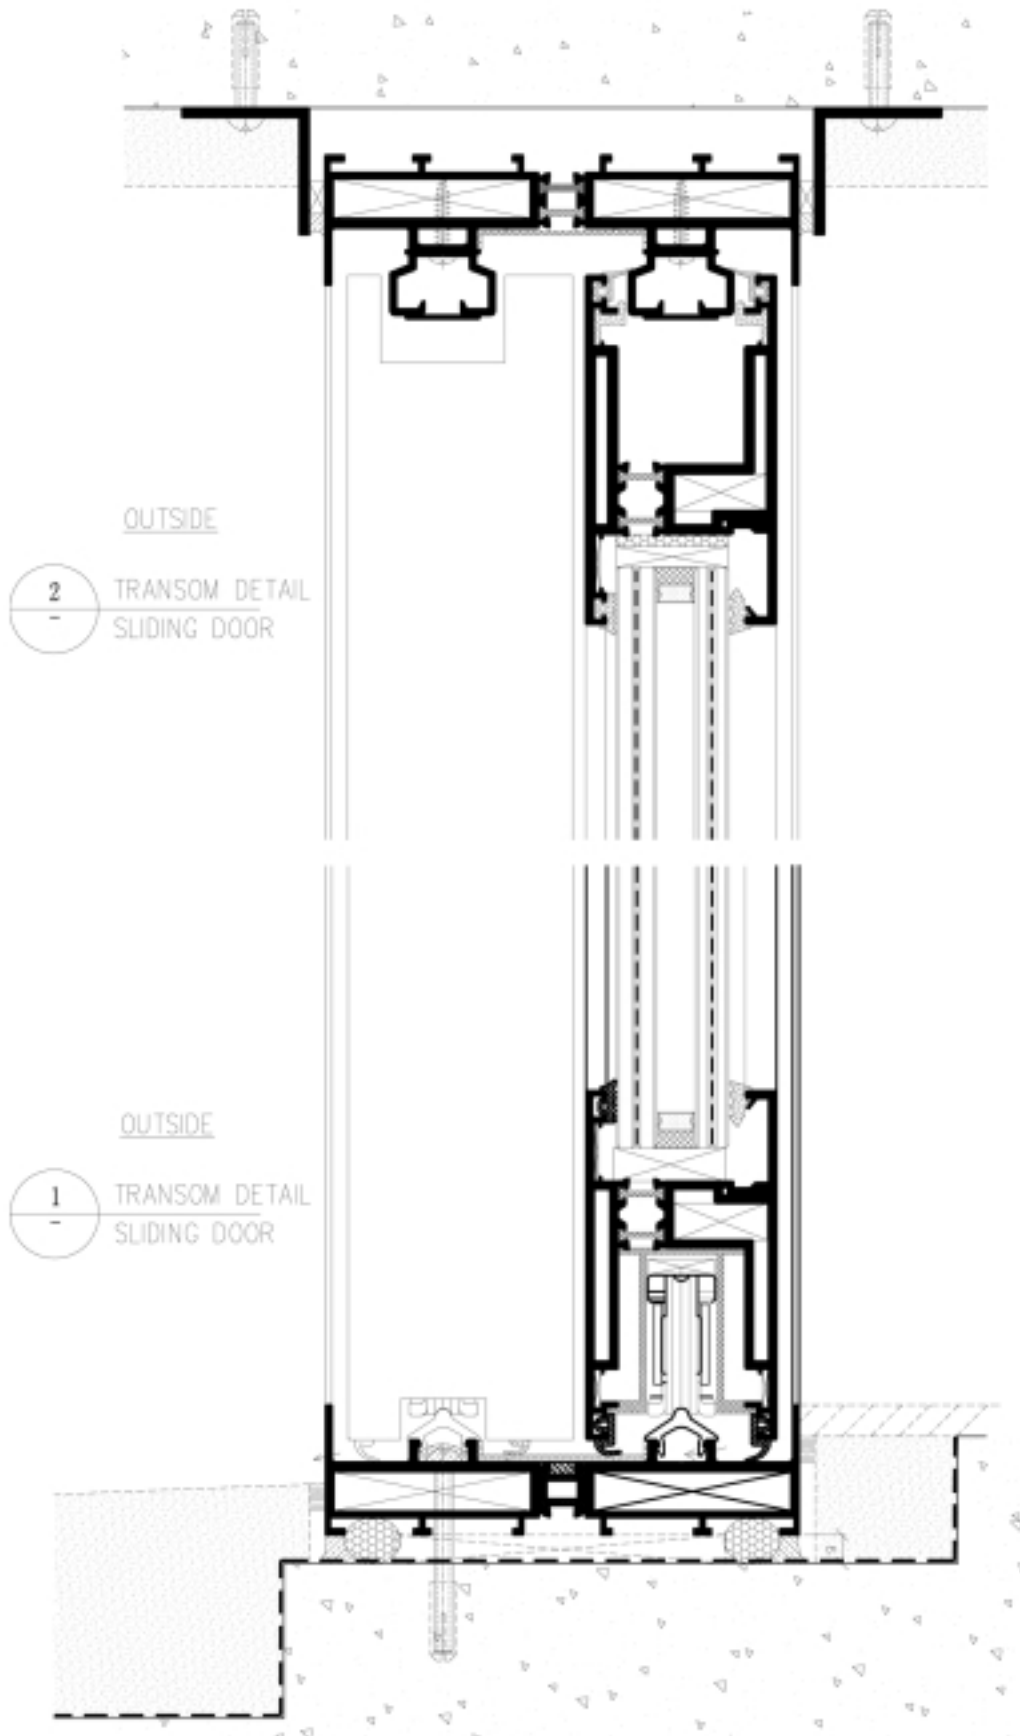 OUTSIDE
2
-
TRANSOM DETAIL
SLIDING DOOR
OUTSIDE
1
-
TRANSOM DETAIL
SLIDING DOOR